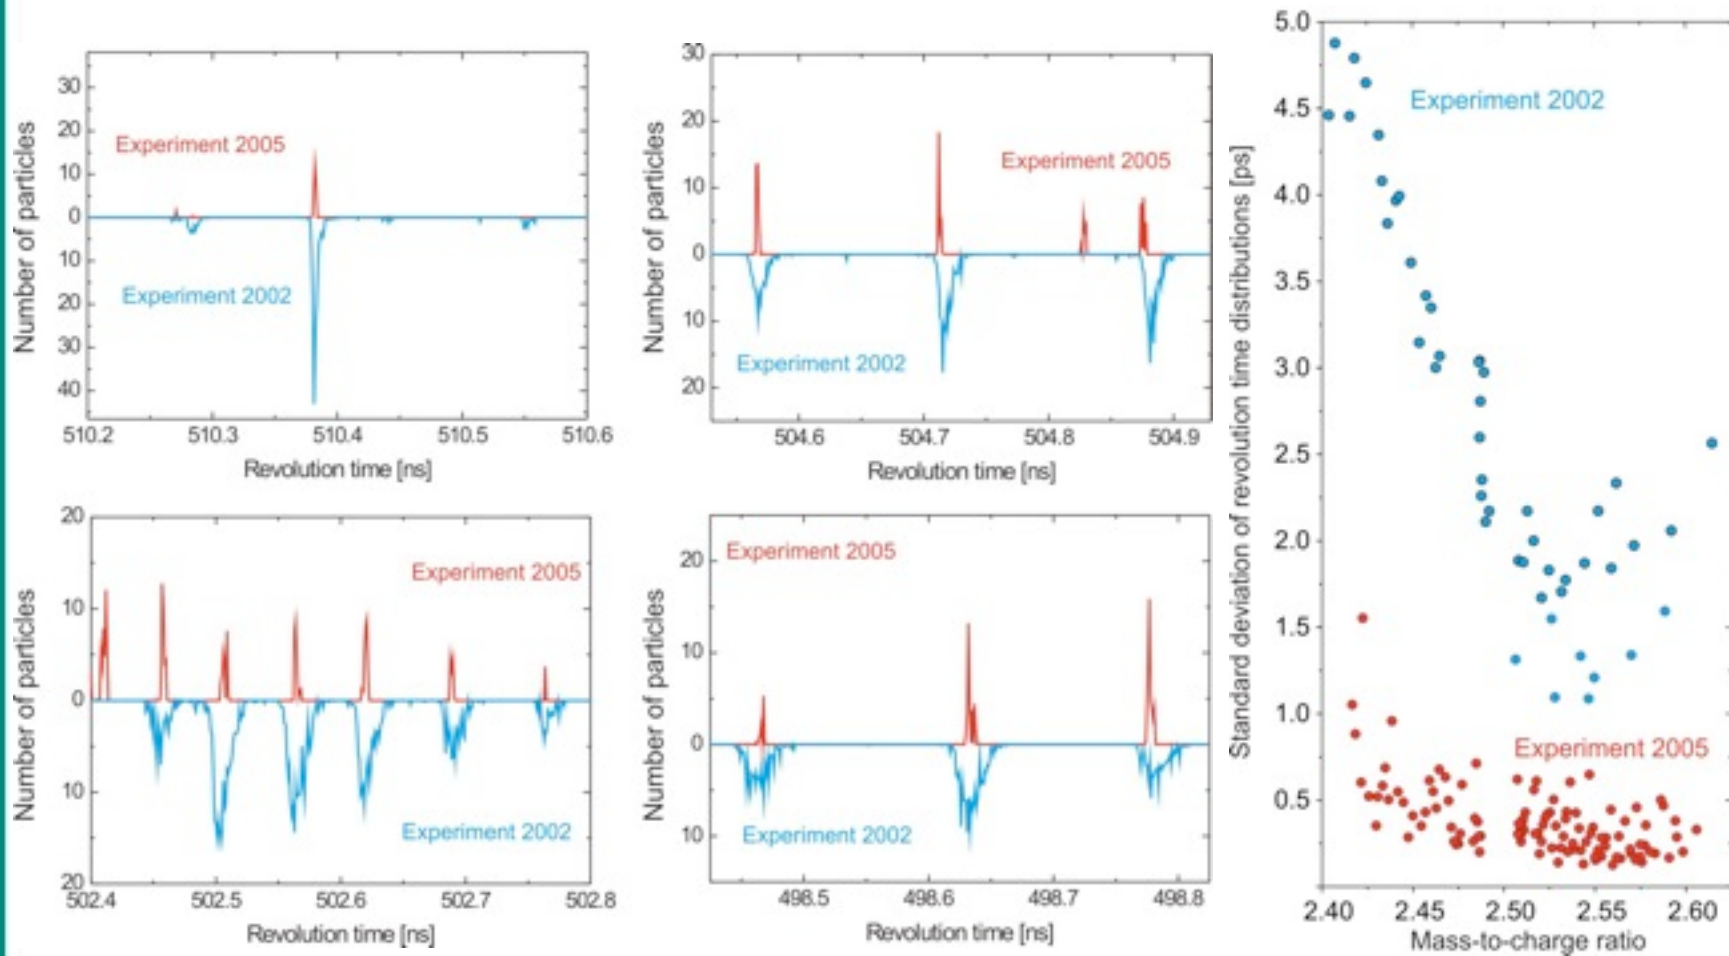 30
20
10
0
10
20
30
40
Number of particles
Experiment 2005
Experiment 2002
510.2 510.3 510.4 510.5 510.6
Revolution time [ns]
30
20
10
0
10
20
Number of particles
Experiment 2005
Experiment 2002
504.6 504.7 504.8 504.9
Revolution time [ns]
20
10
0
10
20
Number of particles
Experiment 2005
Experiment 2002
502.4 502.5 502.6 502.7 502.8
Revolution time [ns]
20
10
0
10
Number of particles
Experiment 2005
Experiment 2002
498.5 498.6 498.7 498.8
Revolution time [ns]
5.0
4.5
4.0
3.5
3.0
2.5
2.0
1.5
1.0
0.5
Standard deviation of revolution time distributions [ps]
Experiment 2002
Experiment 2005
2.40 2.45 2.50 2.55 2.60
Mass-to-charge ratio